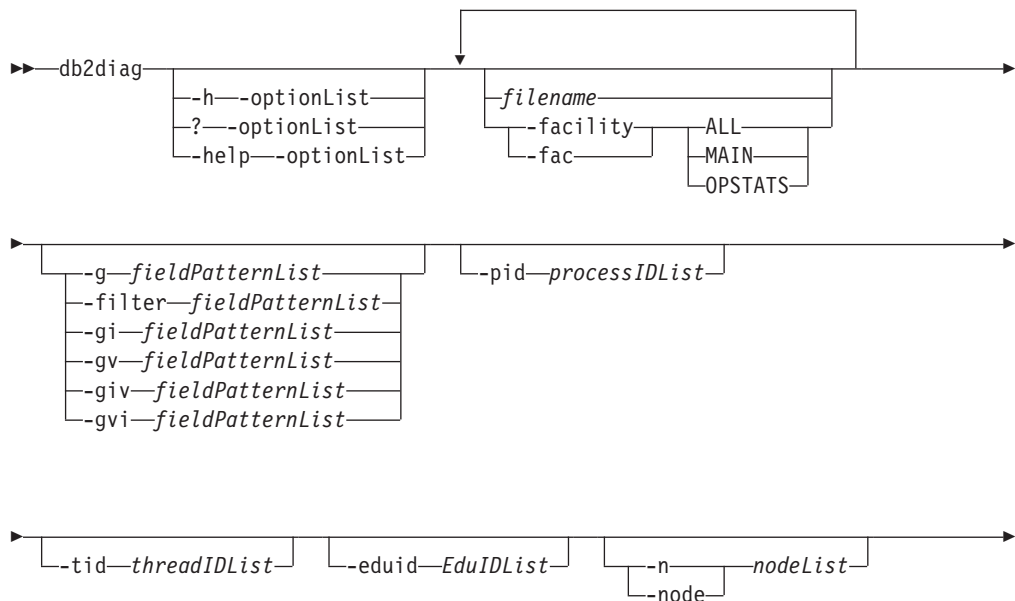 db2diag
-h -optionList
? -optionList
-help -optionList
filename
-facility
-fac
ALL
MAIN
OPSTATS
-g fieldPatternList
-filter fieldPatternList
-gi fieldPatternList
-gv fieldPatternList
-giv fieldPatternList
-gvi fieldPatternList
-pid processIDList
-tid threadIDList
-eduid EduIDList
-n
-node
nodeList